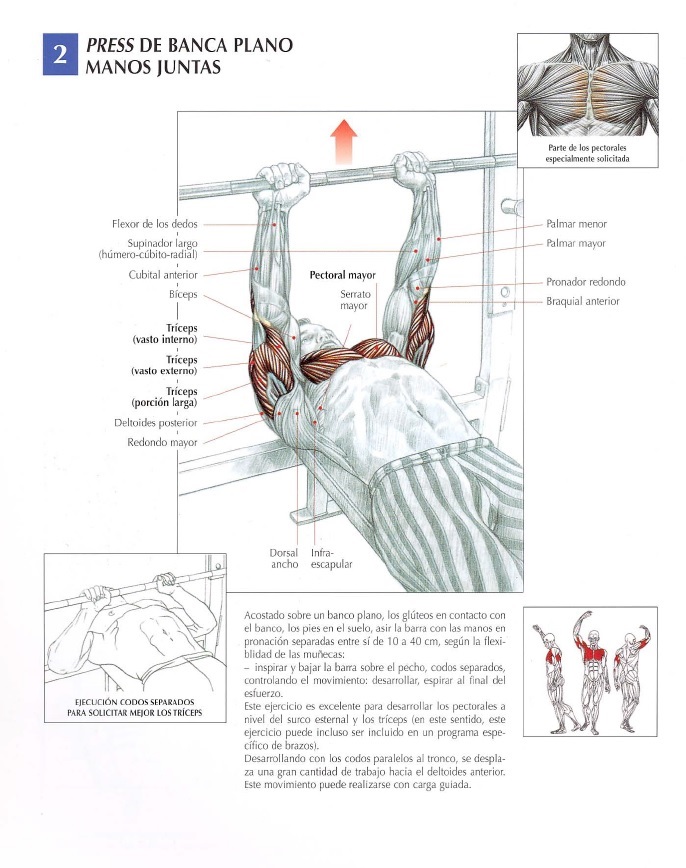 2
PRESS DE BANCA PLANO
MANOS JUNTAS
Parte de los pectorales
especialmente solicitada
Flexor de los dedos
Supinador largo
(húmero-cúbito-radial)
Cubital anterior
Bíceps
Tríceps
(vasto interno)
Tríceps
(vasto externo)
Tríceps
(porción larga)
Deltoides posterior
Redondo mayor
Pectoral mayor
Serrato
mayor
Palmar menor
Palmar mayor
Pronador redondo
Braquial anterior
Dorsal
ancho
Infra-
escapular
EJECUCIÓN CODOS SEPARADOS
PARA SOLICITAR MEJOR LOS TRÍCEPS
Acostado sobre un banco plano, los glúteos en contacto con
el banco, los pies en el suelo, asir la barra con las manos en
pronación separadas entre sí de 10 a 40 cm, según la flexi-
blidad de las muñecas:
– inspirar y bajar la barra sobre el pecho, codos separados,
controlando el movimiento: desarrollar, espirar al final del
esfuerzo.
Este ejercicio es excelente para desarrollar los pectorales a
nivel del surco esternal y los tríceps (en este sentido, este
ejercicio puede incluso ser incluido en un programa espe-
cífico de brazos).
Desarrollando con los codos paralelos al tronco, se despla-
za una gran cantidad de trabajo hacia el deltoides anterior.
Este movimiento puede realizarse con carga guiada.